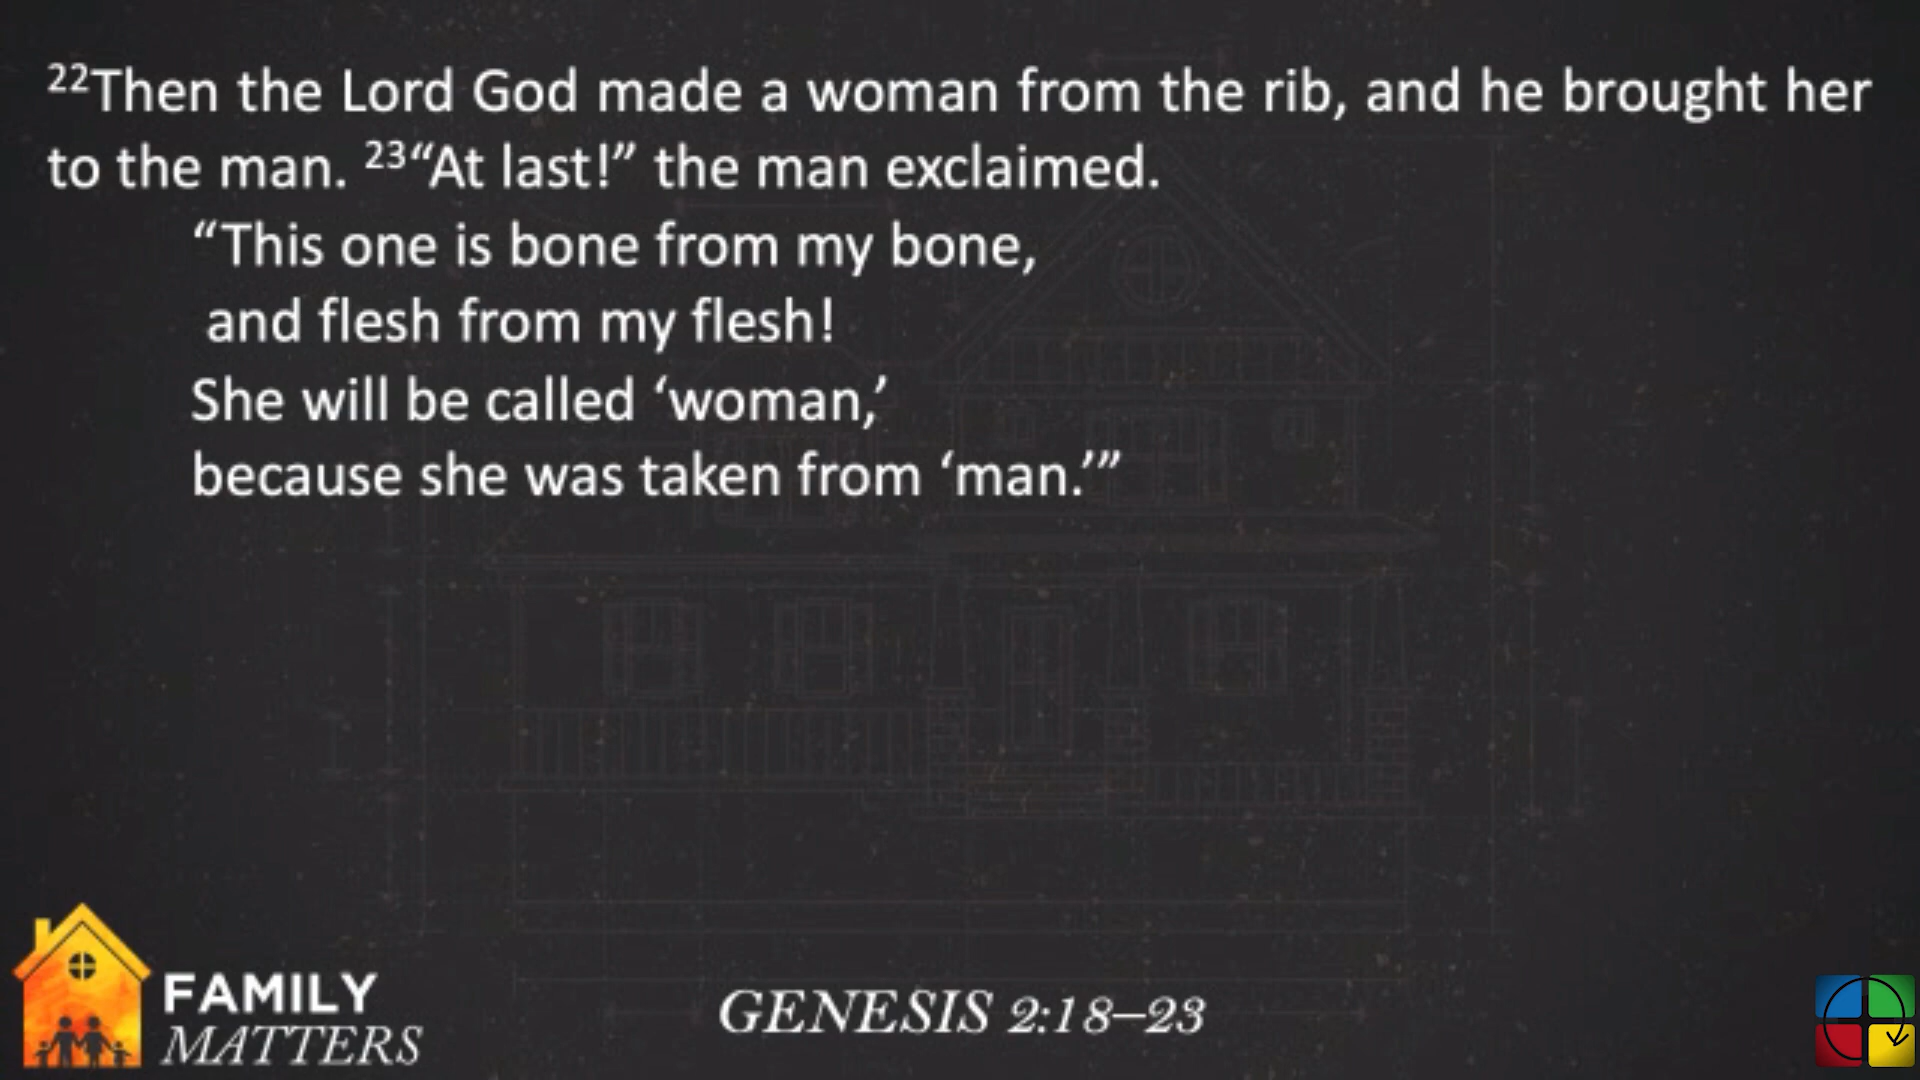 ²²Then the Lord God made a woman from the rib, and he brought her
to the man. ²³“At last!” the man exclaimed.
“This one is bone from my bone,
and flesh from my flesh!
She will be called ‘woman,’
because she was taken from ‘man.’”
FAMILY
MATTERS
GENESIS 2:18–23